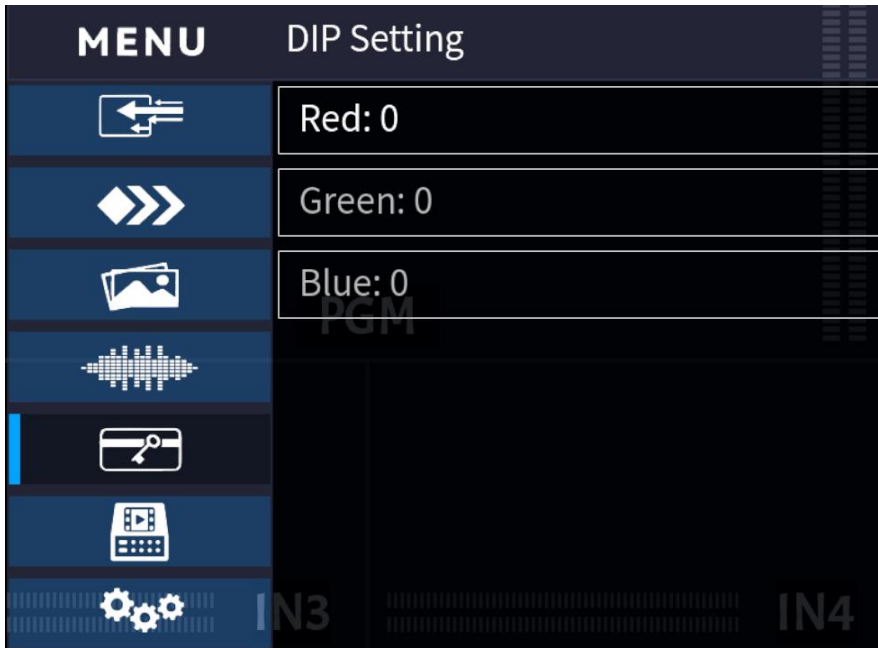 MENU DIP Setting
Red: 0
Green: 0
Blue: 0
PGM
IN3 IN4